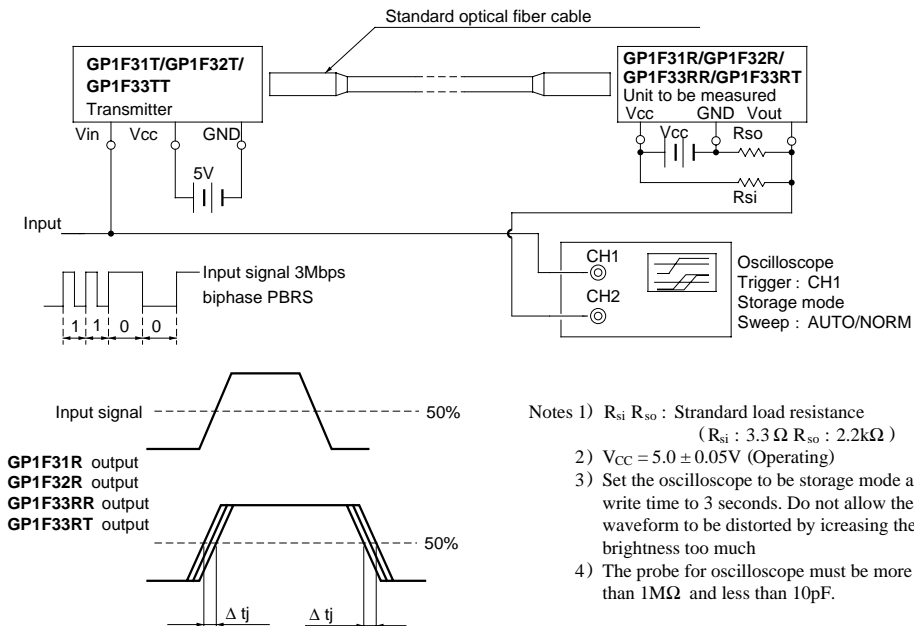 Standard optical fiber cable
GP1F31T/GP1F32T/
GP1F33TT
Transmitter
Vin Vcc GND
5V
GP1F31R/GP1F32R/
GP1F33RR/GP1F33RT
Unit to be measured
Vcc GND Vout
Vcc Rso
Rsi
Input
Input signal 3Mbps
biphase PBRS
1 1 0 0
CH1
CH2
Oscilloscope
Trigger : CH1
Storage mode
Sweep : AUTO/NORM
Input signal 50%
GP1F31R output
GP1F32R output
GP1F33RR output
GP1F33RT output
50%
Δ tj Δ tj
Notes 1) Rsi Rso : Strandard load resistance
(Rsi : 3.3 Ω Rso : 2.2kΩ )
2) VCC = 5.0 ± 0.05V (Operating)
3) Set the oscilloscope to be storage mode a
write time to 3 seconds. Do not allow the
waveform to be distorted by icreasing the
brightness too much
4) The probe for oscilloscope must be more
than 1MΩ and less than 10pF.